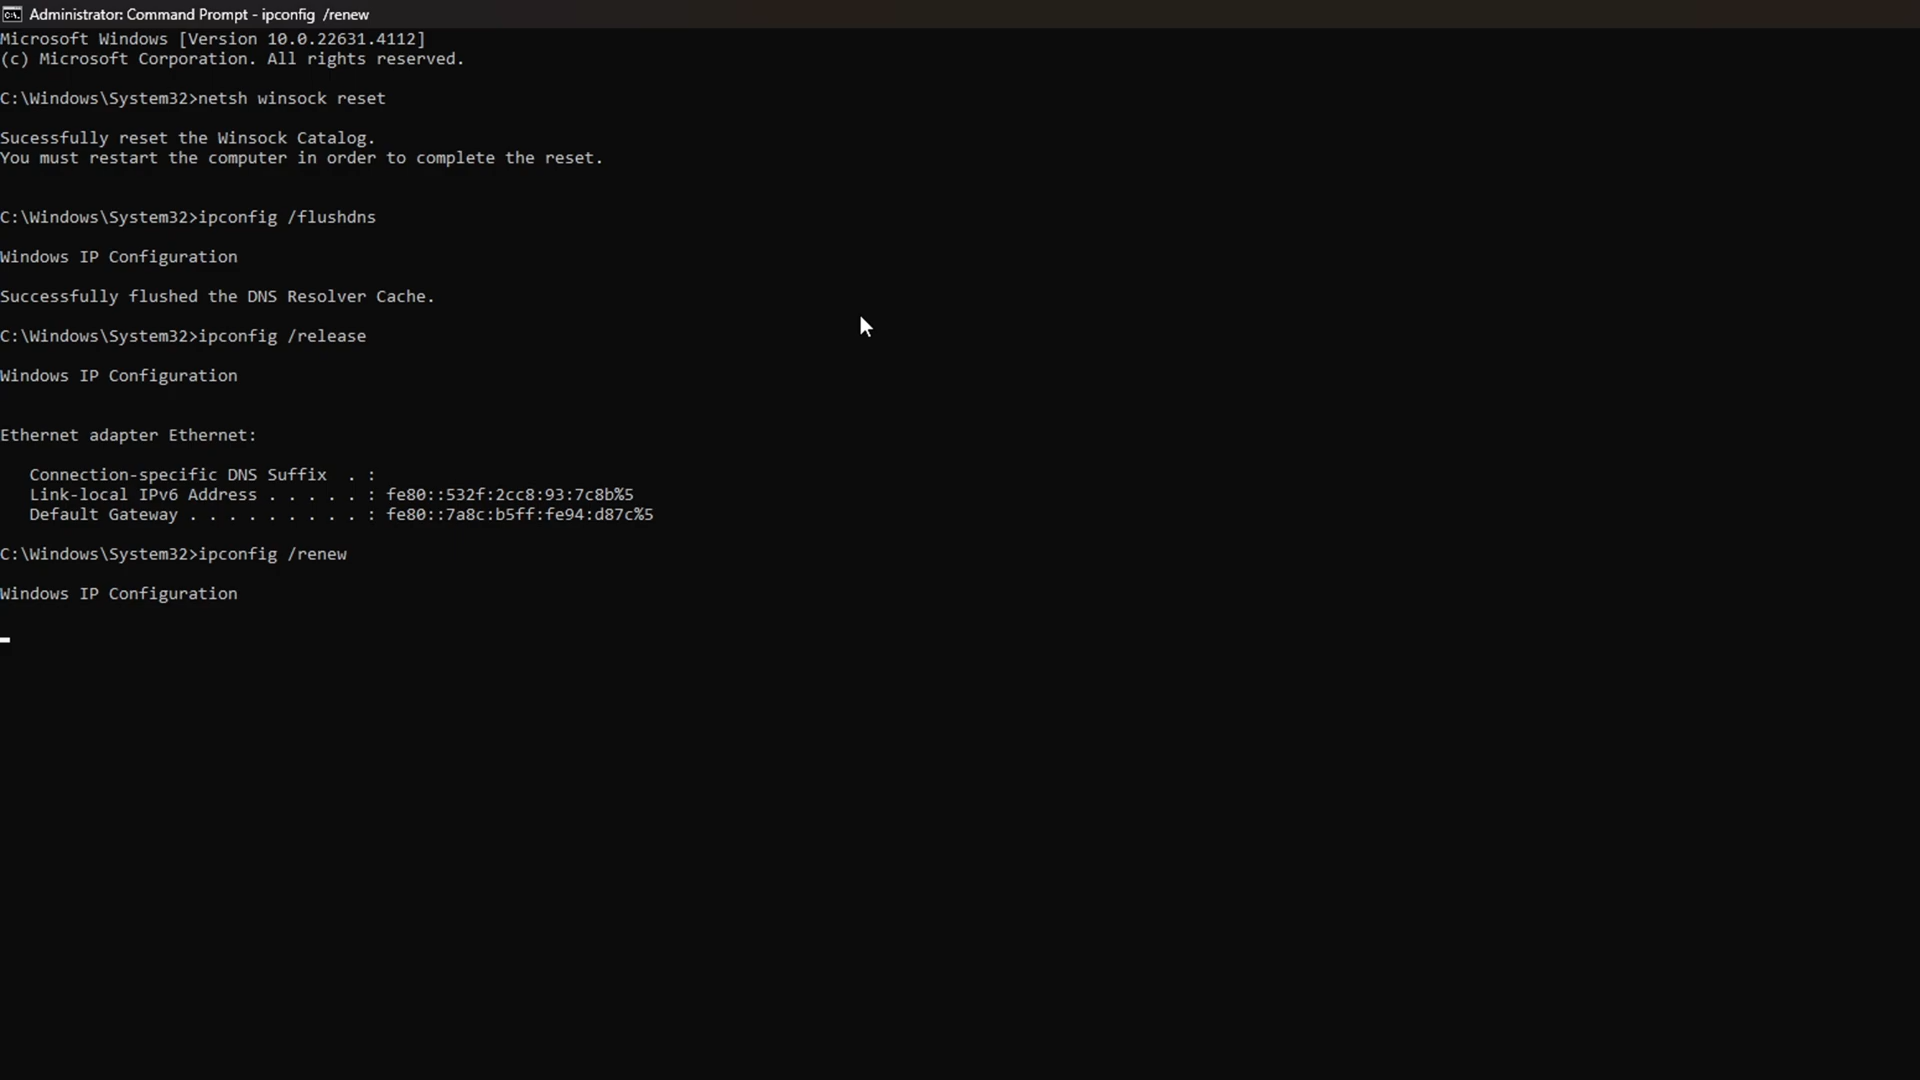 Administrator: Command Prompt - ipconfig  /renew
Microsoft Windows [Version 10.0.22631.4112]
(c) Microsoft Corporation. All rights reserved.
C:\Windows\System32>netsh winsock reset
Sucessfully reset the Winsock Catalog.
You must restart the computer in order to complete the reset.
C:\Windows\System32>ipconfig /flushdns
Windows IP Configuration
Successfully flushed the DNS Resolver Cache.
C:\Windows\System32>ipconfig /release
Windows IP Configuration
Ethernet adapter Ethernet:
   Connection-specific DNS Suffix  . :
   Link-local IPv6 Address . . . . . : fe80::532f:2cc8:93:7c8b%5
   Default Gateway . . . . . . . . . : fe80::7a8c:b5ff:fe94:d87c%5
C:\Windows\System32>ipconfig /renew
Windows IP Configuration